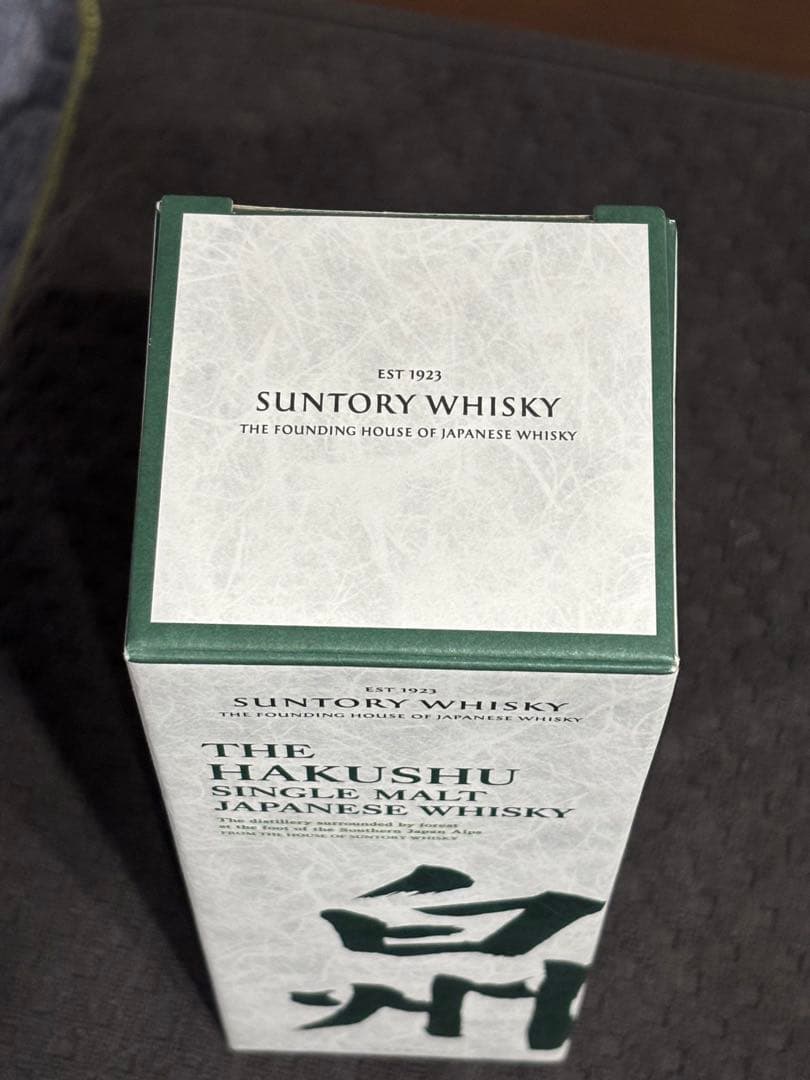 EST 1923
SUNTORY WHISKY
THE FOUNDING HOUSE OF JAPANESE WHISKY
EST 1923
SUNTORY WHISKY
THE FOUNDING HOUSE OF JAPANESE WHISKY
THE
HAKUSHU
SINGLE MALT
JAPANESE WHISKY
The distillery surrounded by forest
at the foot of the Southern Japan Alps
FROM THE HOUSE OF SUNTORY WHISKY
白
州